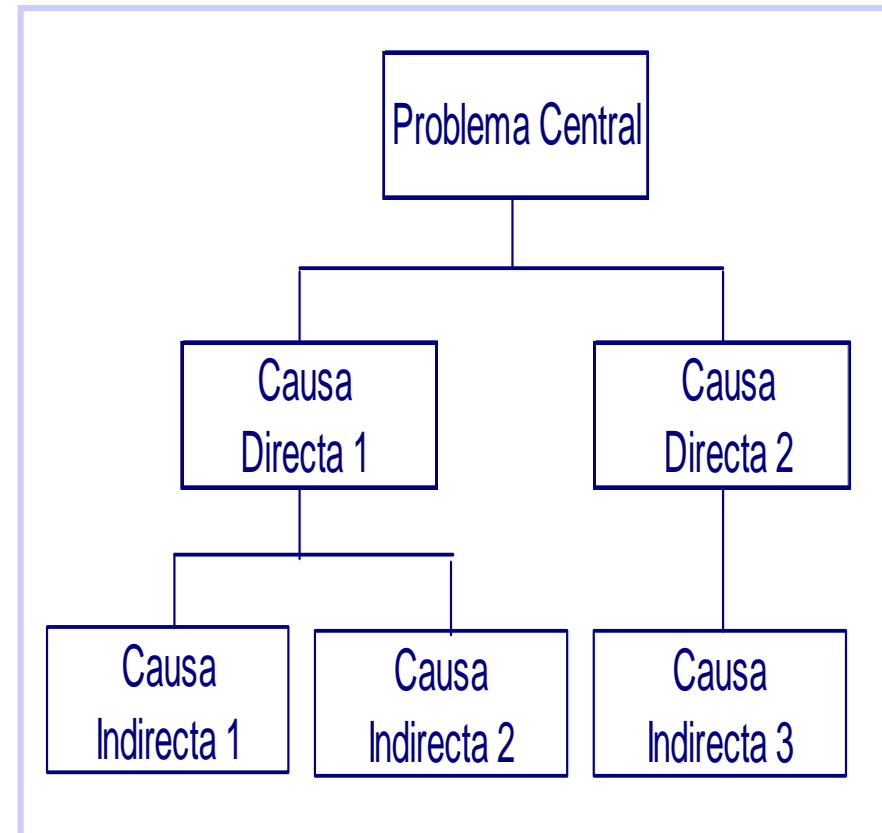 Problema Central
Causa
Directa 1
Causa
Directa 2
Causa
Indirecta 1
Causa
Indirecta 2
Causa
Indirecta 3